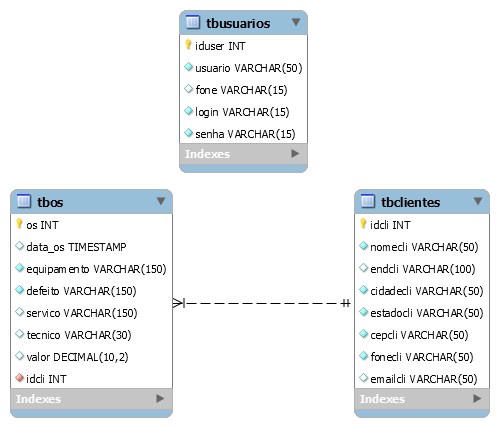 tbusuarios
iduser INT
usuario VARCHAR(50)
fone VARCHAR(15)
login VARCHAR(15)
senha VARCHAR(15)
Indexes
tbos
os INT
data_os TIMESTAMP
equipamento VARCHAR(150)
defeito VARCHAR(150)
servico VARCHAR(150)
tecnico VARCHAR(30)
valor DECIMAL(10,2)
idcli INT
Indexes
tbclientes
idcli INT
nomecli VARCHAR(50)
endcli VARCHAR(100)
cidadecli VARCHAR(50)
estadocli VARCHAR(50)
cepcli VARCHAR(50)
fonecli VARCHAR(50)
emailcli VARCHAR(50)
Indexes